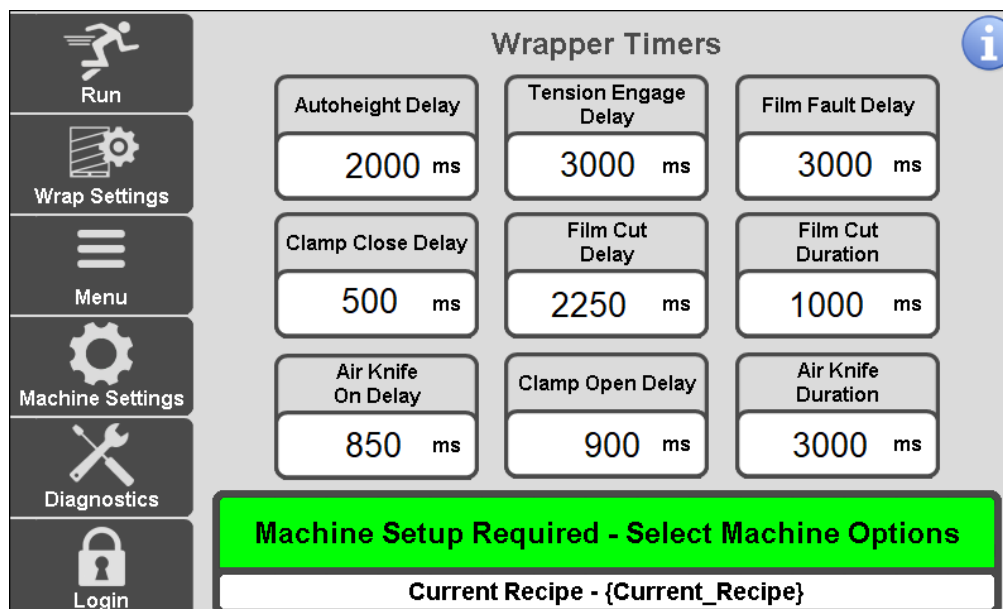 Run
Wrap Settings
Menu
Machine Settings
Diagnostics
Login
Wrapper Timers
i
Autoheight Delay
2000 ms
Tension Engage
Delay
3000 ms
Film Fault Delay
3000 ms
Clamp Close Delay
500 ms
Film Cut
Delay
2250 ms
Film Cut
Duration
1000 ms
Air Knife
On Delay
850 ms
Clamp Open Delay
900 ms
Air Knife
Duration
3000 ms
Machine Setup Required - Select Machine Options
Current Recipe - {Current_Recipe}